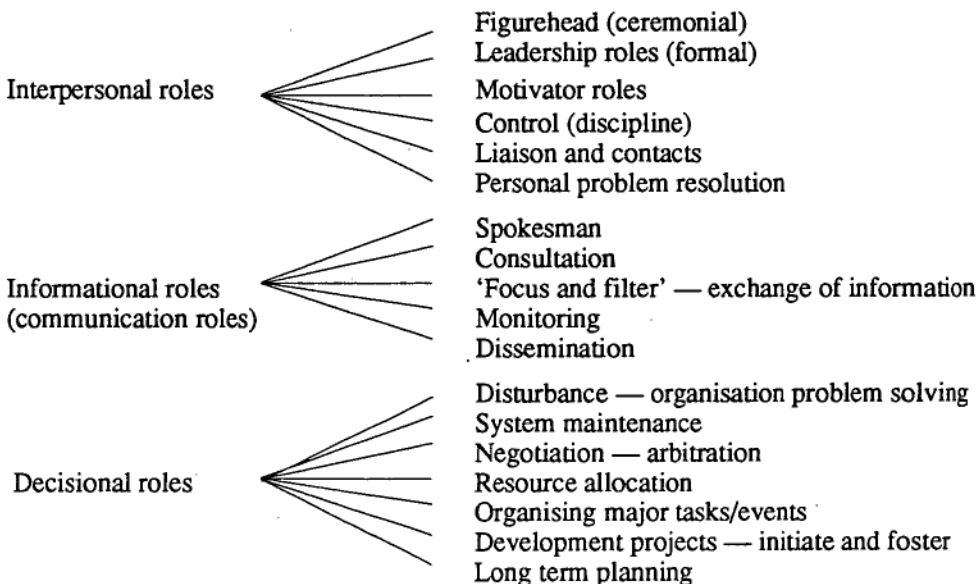 Interpersonal roles
Figurehead (ceremonial)
Leadership roles (formal)
Motivator roles
Control (discipline)
Liaison and contacts
Personal problem resolution
Informational roles
(communication roles)
Spokesman
Consultation
‘Focus and filter’ — exchange of information
Monitoring
Dissemination
Decisional roles
Disturbance — organisation problem solving
System maintenance
Negotiation — arbitration
Resource allocation
Organising major tasks/events
Development projects — initiate and foster
Long term planning